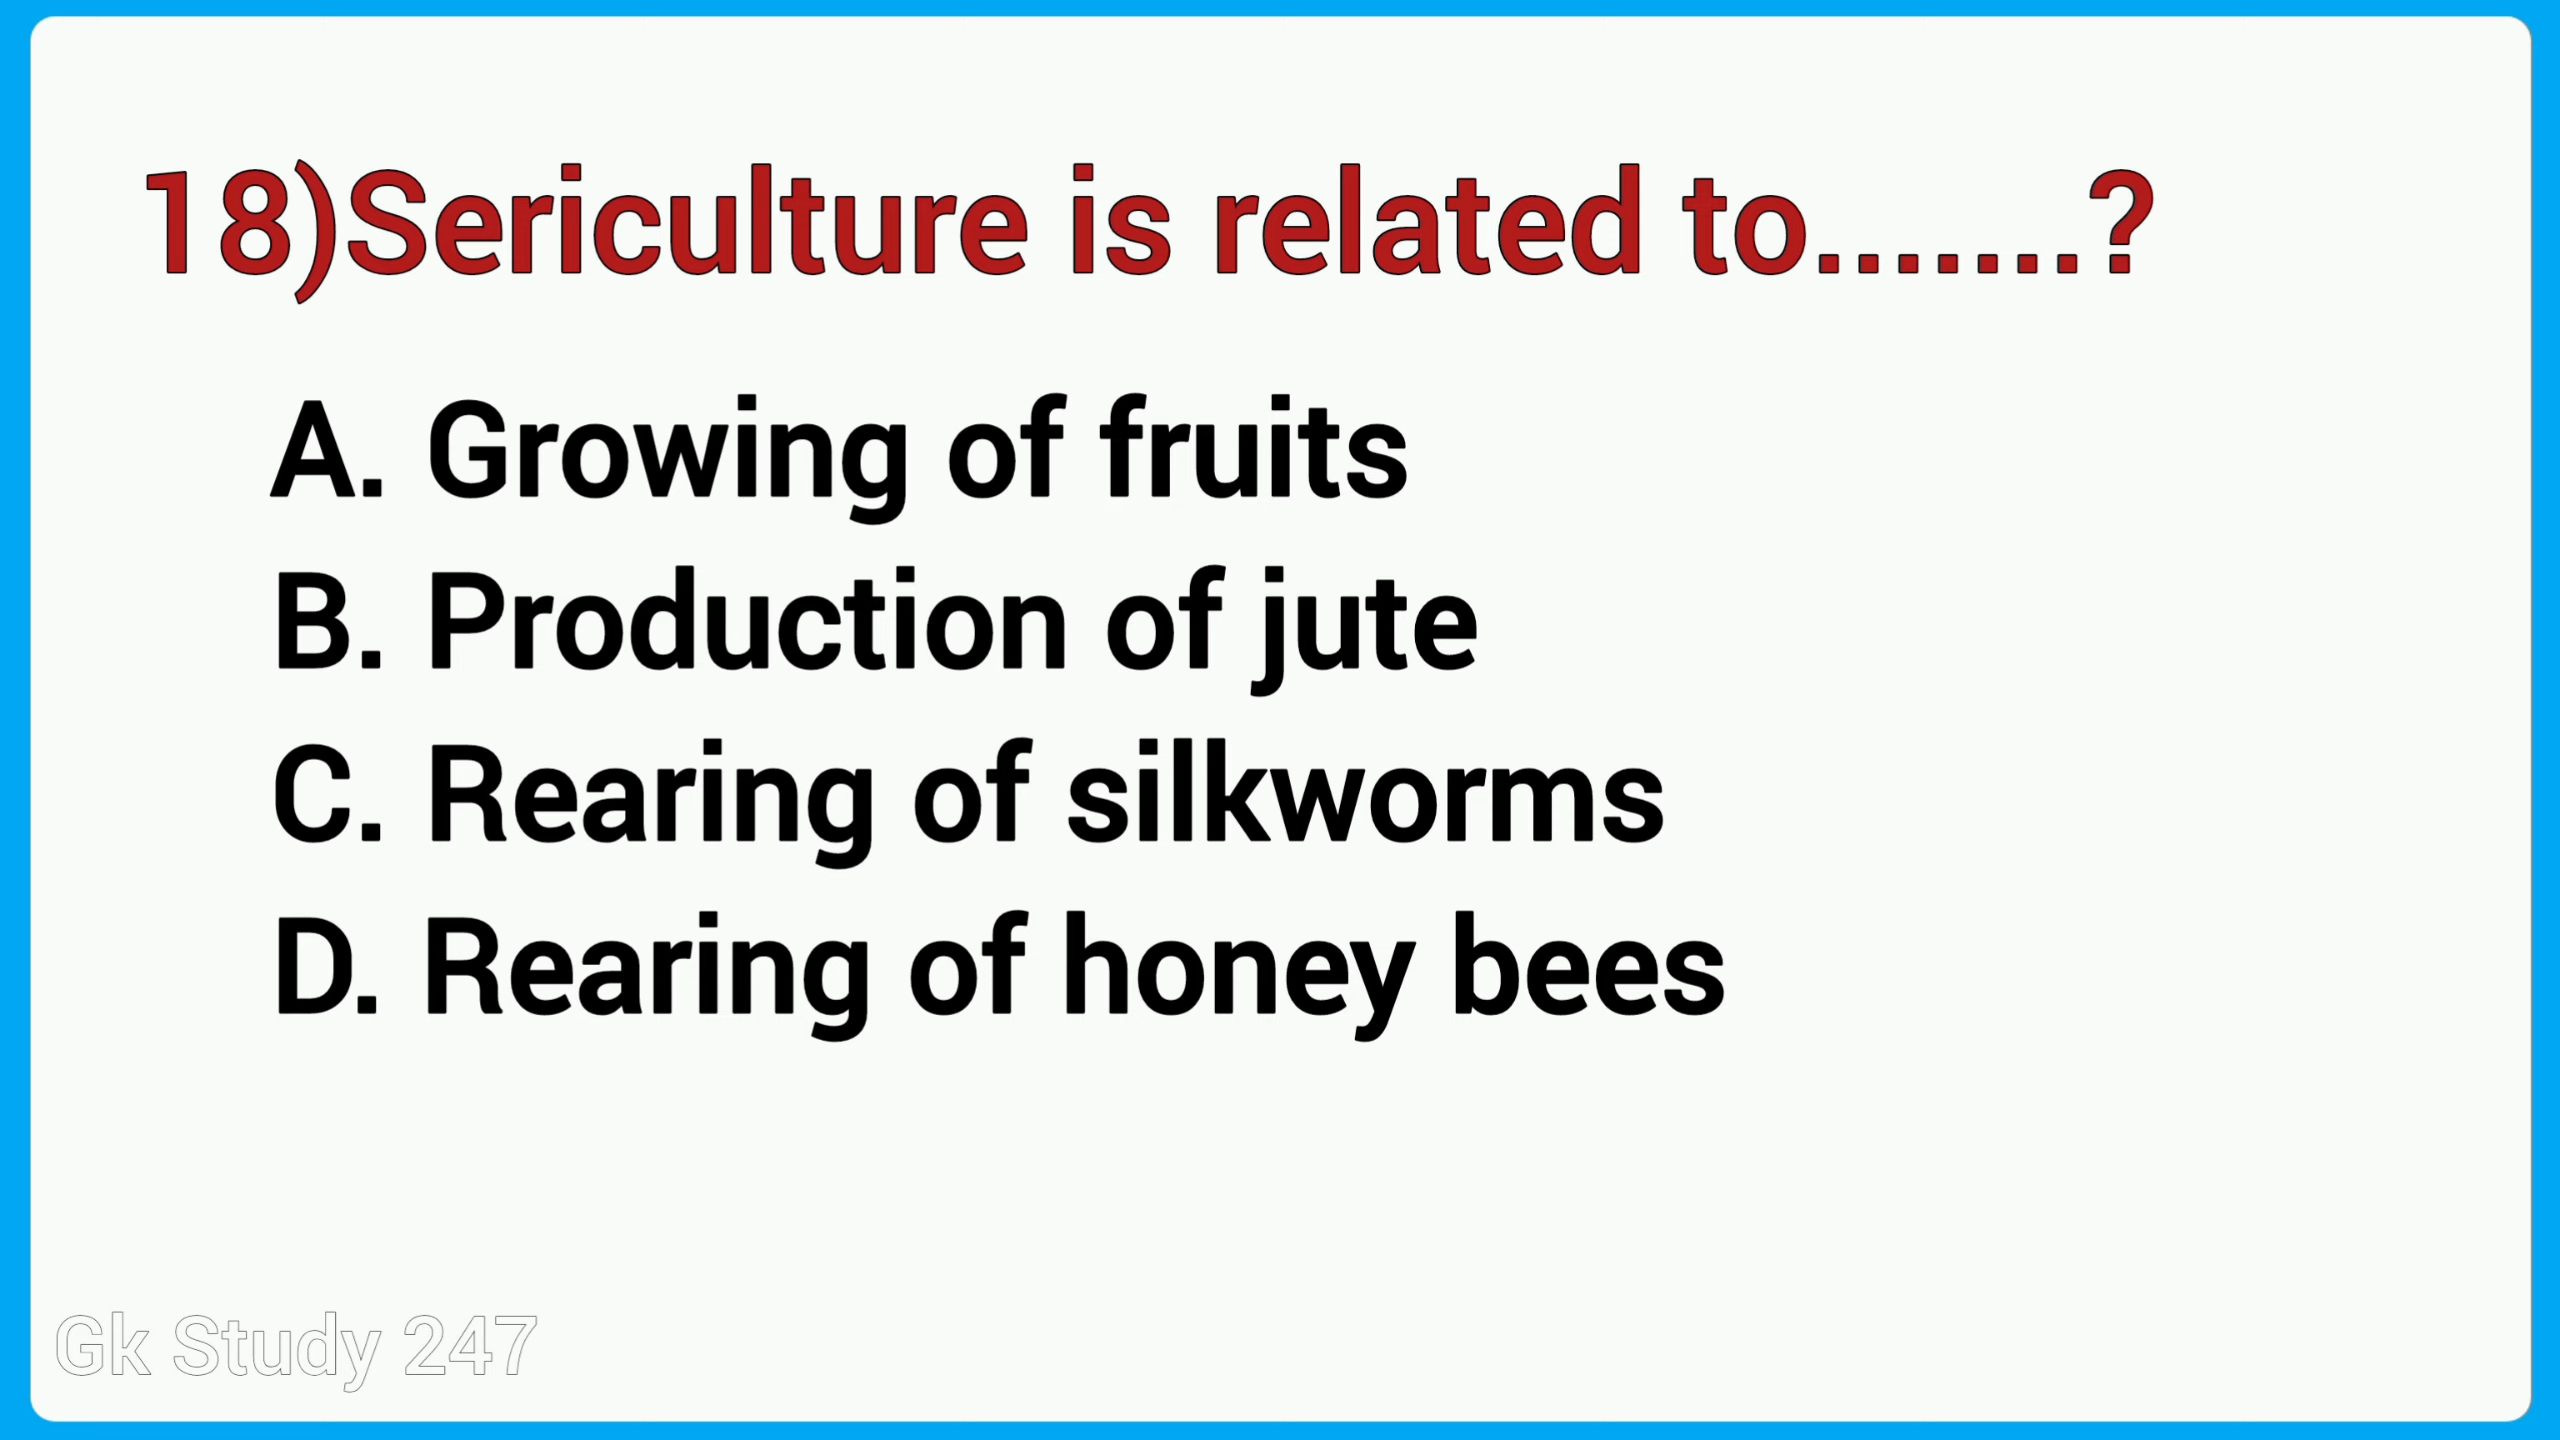 18)Sericulture is related to.......?
A. Growing of fruits
B. Production of jute
C. Rearing of silkworms
D. Rearing of honey bees
Gk Study 247